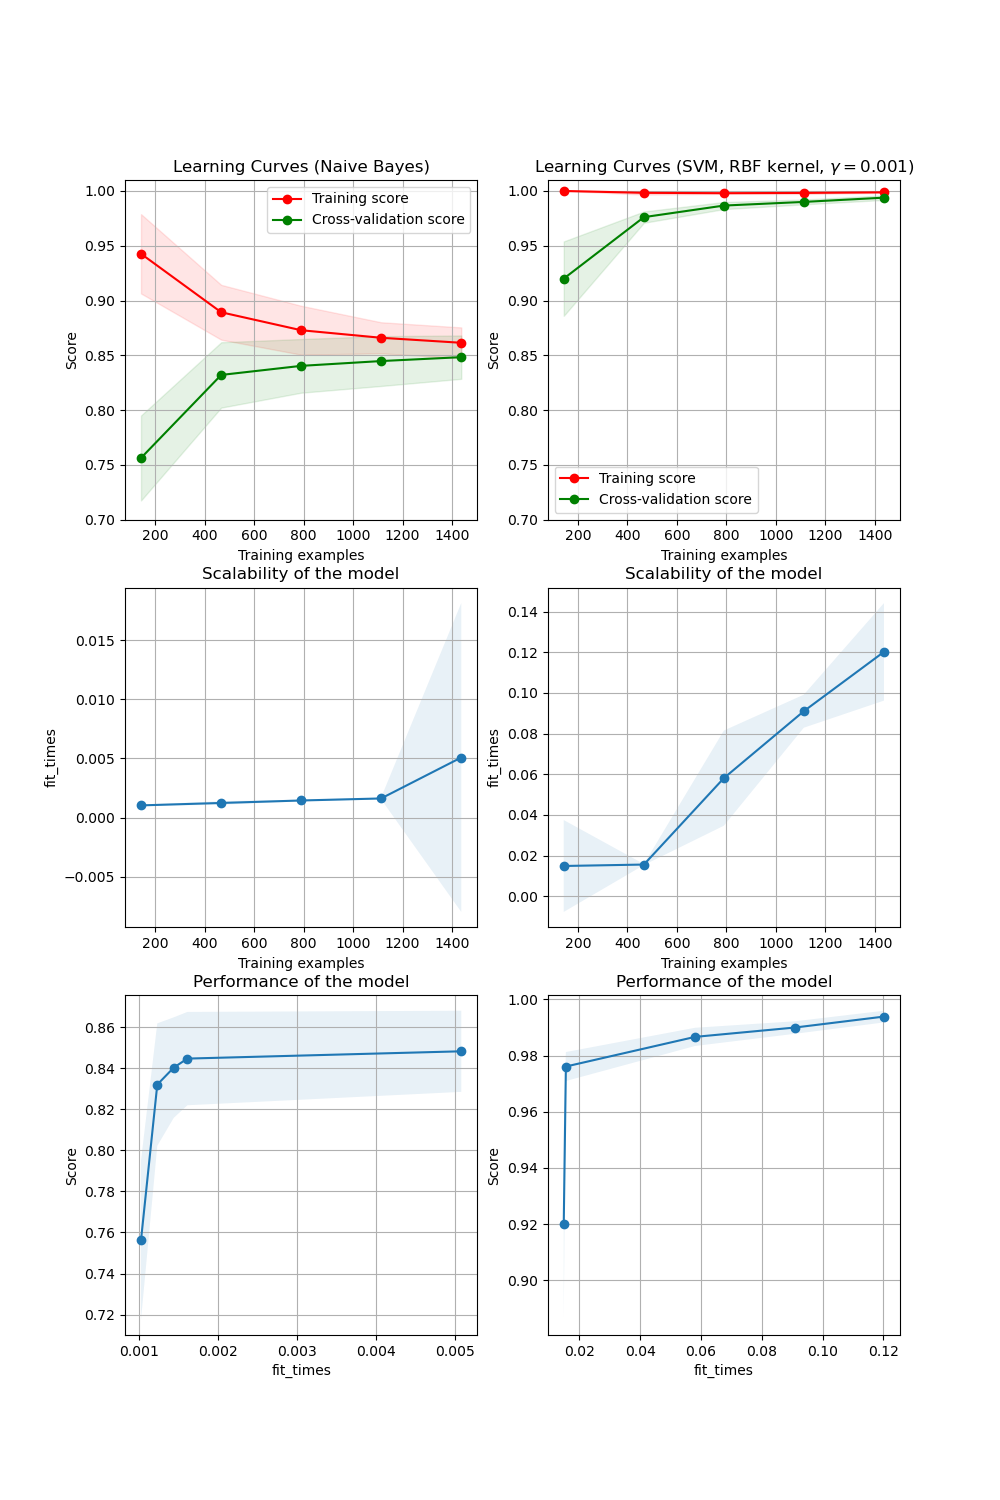 Learning Curves (Naive Bayes)
1.00
0.95
0.90
0.85
0.80
0.75
0.70
Score
Training score
Cross-validation score
200 400 600 800 1000 1200 1400
Training examples
Learning Curves (SVM, RBF kernel, γ = 0.001)
1.00
0.95
0.90
0.85
0.80
0.75
0.70
Score
Training score
Cross-validation score
200 400 600 800 1000 1200 1400
Training examples
Scalability of the model
0.015
0.010
0.005
0.000
−0.005
fit_times
200 400 600 800 1000 1200 1400
Training examples
Scalability of the model
0.14
0.12
0.10
0.08
0.06
0.04
0.02
0.00
fit_times
200 400 600 800 1000 1200 1400
Training examples
Performance of the model
0.86
0.84
0.82
0.80
0.78
0.76
0.74
0.72
Score
0.001 0.002 0.003 0.004 0.005
fit_times
Performance of the model
1.00
0.98
0.96
0.94
0.92
0.90
Score
0.02 0.04 0.06 0.08 0.10 0.12
fit_times